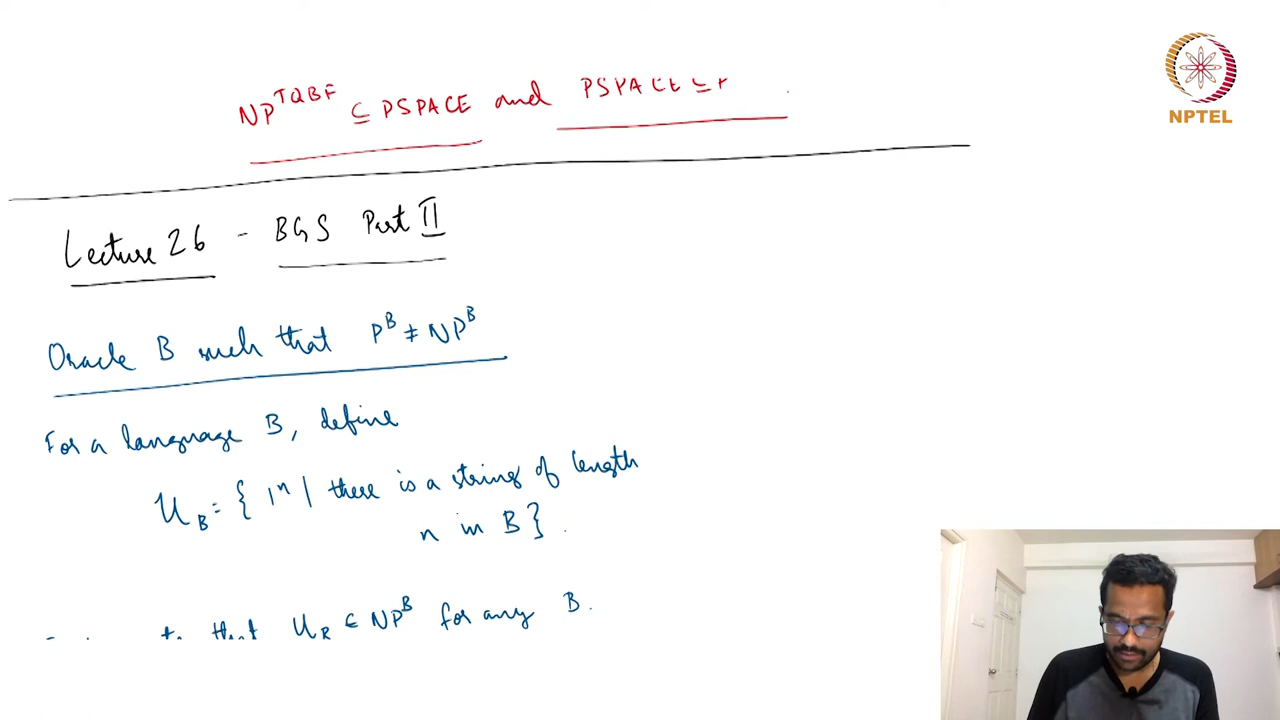 NP^TQBF ⊆ PSPACE and PSPACE ⊆ P
NPTEL
Lecture 26 - BGS Part II
Oracle B such that P^B ≠ NP^B
For a language B, define
U_B = { 1^n | there is a string of length
n in B }.
that U_B ∈ NP^B for any B.